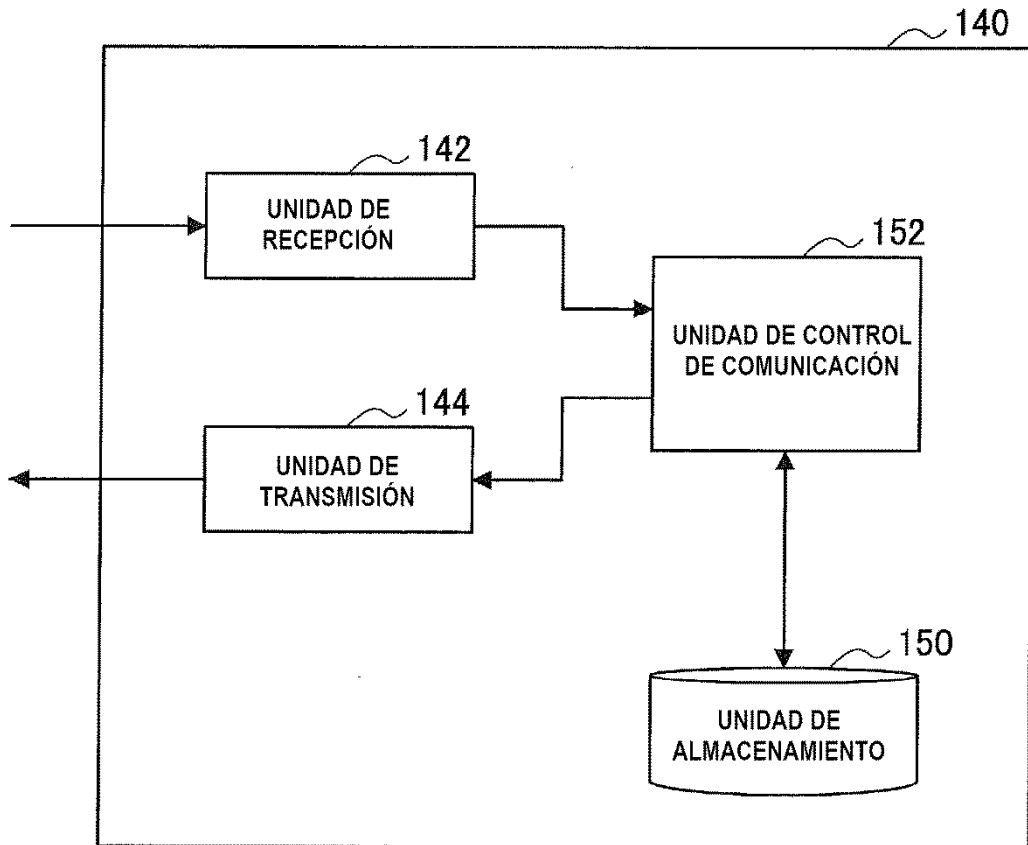 140
142
UNIDAD DE
RECEPCIÓN
152
UNIDAD DE CONTROL
DE COMUNICACIÓN
144
UNIDAD DE
TRANSMISIÓN
150
UNIDAD DE
ALMACENAMIENTO